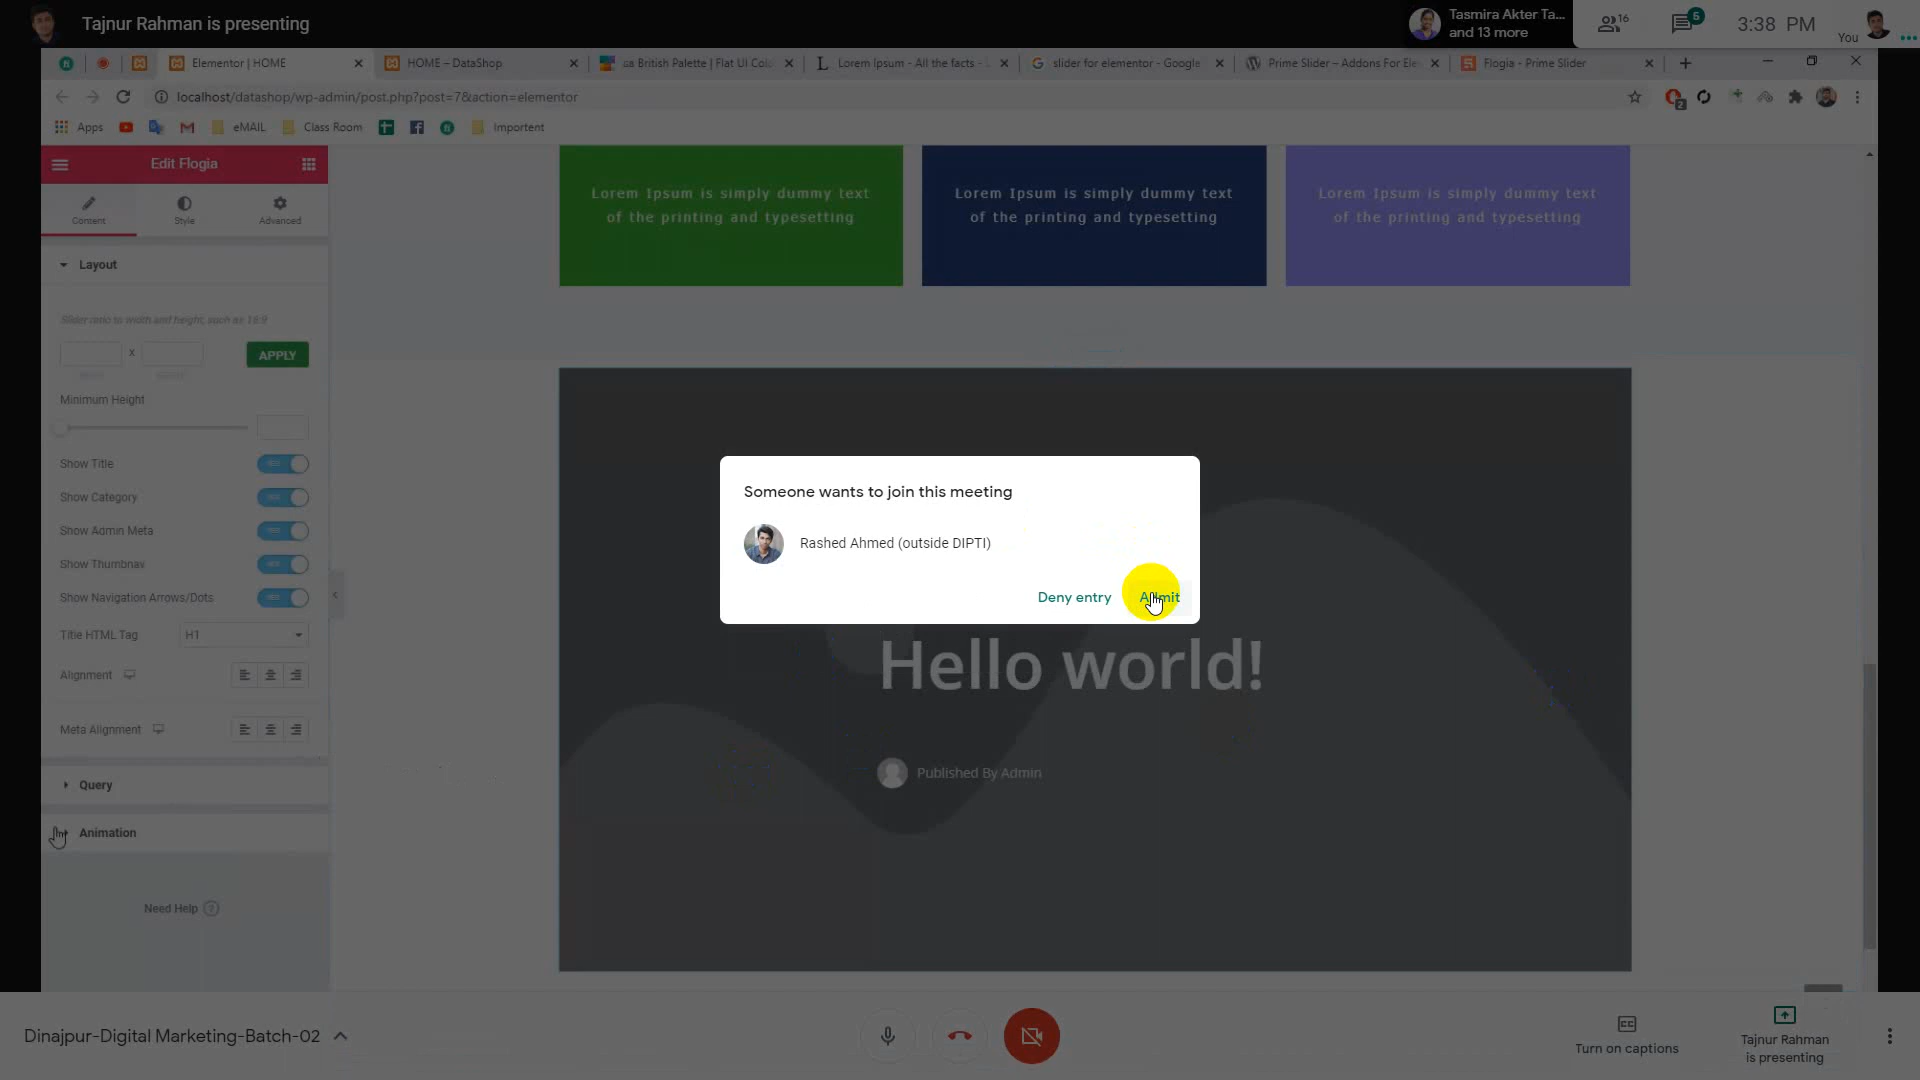 Tajnur Rahman is presenting
Tasmira Akter Ta...
and 13 more
16
5
3:38 PM
You
Elementor | HOME
HOME – DataShop
British Palette | Flat UI Colo
Lorem Ipsum - All the facts -
slider for elementor - Google
Prime Slider – Addons For Ele
Flogia - Prime Slider
localhost/datashop/wp-admin/post.php?post=7&action=elementor
2
Apps
eMAIL
Class Room
Importent
Edit Flogia
Content
Style
Advanced
Layout
Slider ratio to width and height, such as 16:9
x
APPLY
Minimum Height
Show Title
Show Category
Show Admin Meta
Show Thumbnav
Show Navigation Arrows/Dots
Title HTML Tag
H1
Alignment
Meta Alignment
Query
Animation
Need Help
Lorem Ipsum is simply dummy text
of the printing and typesetting
Lorem Ipsum is simply dummy text
of the printing and typesetting
Lorem Ipsum is simply dummy text
of the printing and typesetting
Someone wants to join this meeting
Rashed Ahmed (outside DIPTI)
Deny entry
Admit
Hello world!
Published By Admin
Dinajpur-Digital Marketing-Batch-02
Turn on captions
Tajnur Rahman
is presenting